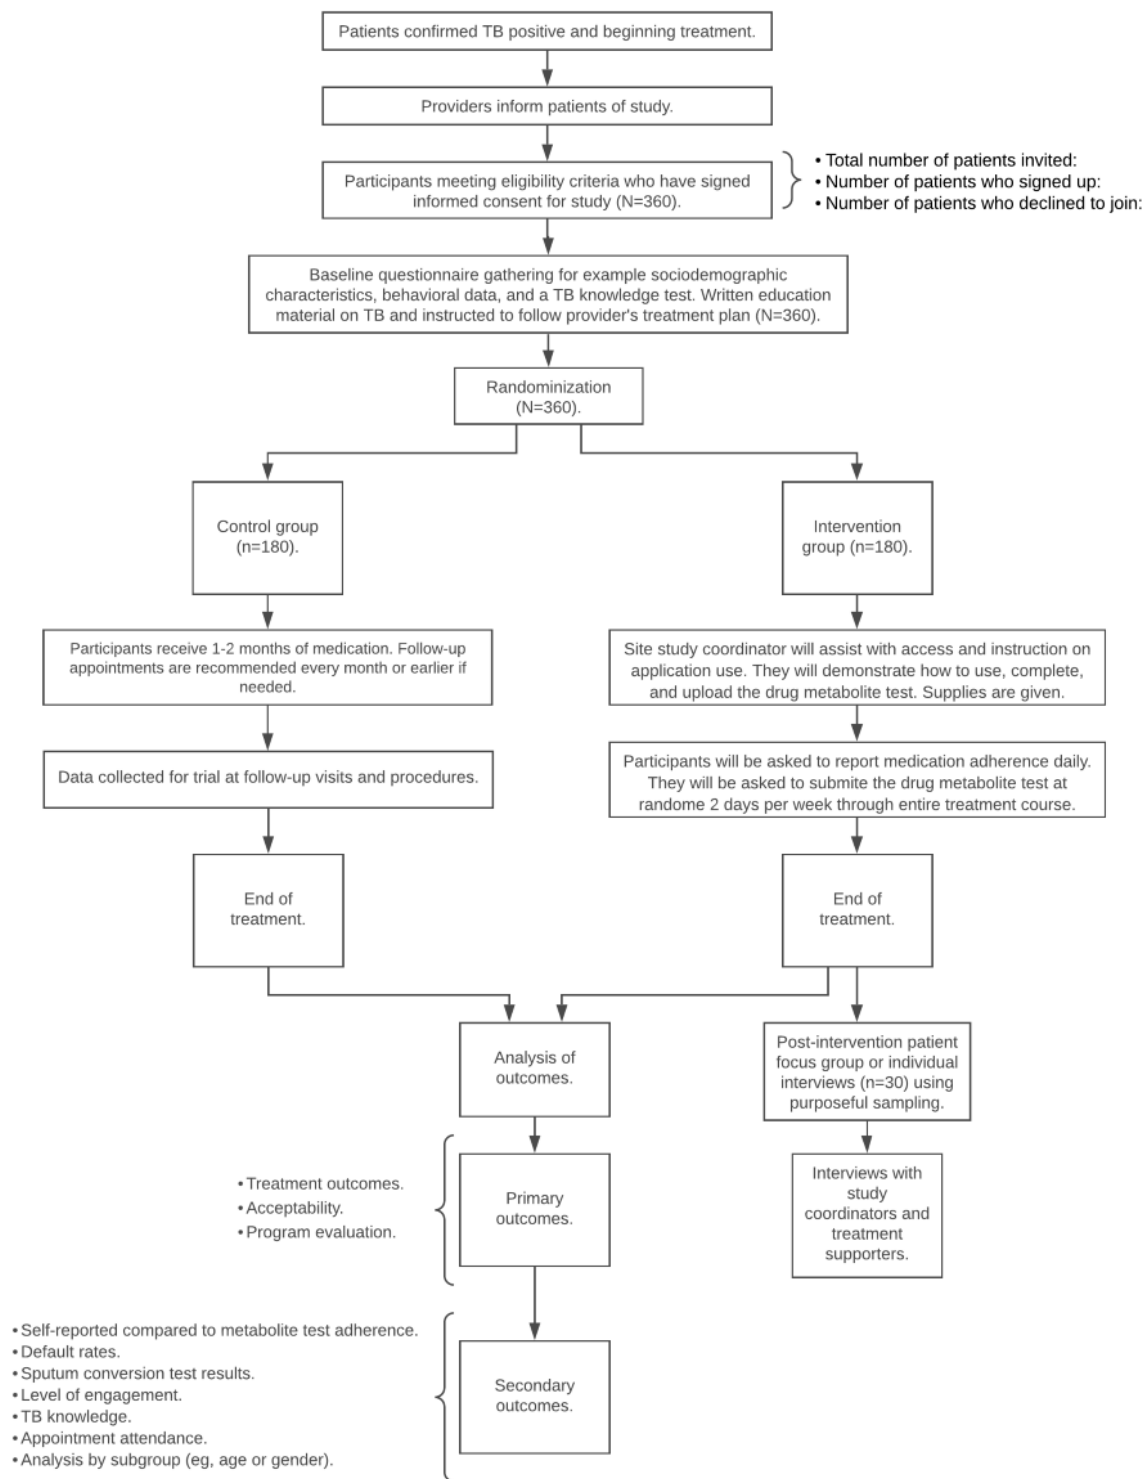 Patients confirmed TB positive and beginning treatment.
Providers inform patients of study.
Participants meeting eligibility criteria who have signed
informed consent for study (N=360).
• Total number of patients invited:
• Number of patients who signed up:
• Number of patients who declined to join:
Baseline questionnaire gathering for example sociodemographic
characteristics, behavioral data, and a TB knowledge test. Written education
material on TB and instructed to follow provider's treatment plan (N=360).
Randominization
(N=360).
Control group
(n=180).
Intervention
group (n=180).
Participants receive 1-2 months of medication. Follow-up
appointments are recommended every month or earlier if
needed.
Site study coordinator will assist with access and instruction on
application use. They will demonstrate how to use, complete,
and upload the drug metabolite test. Supplies are given.
Data collected for trial at follow-up visits and procedures.
Participants will be asked to report medication adherence daily.
They will be asked to submite the drug metabolite test at
randome 2 days per week through entire treatment course.
End of
treatment.
End of
treatment.
Analysis of
outcomes.
Post-intervention patient
focus group or individual
interviews (n=30) using
purposeful sampling.
• Treatment outcomes.
• Acceptability.
• Program evaluation.
Primary
outcomes.
Interviews with
study
coordinators and
treatment
supporters.
• Self-reported compared to metabolite test adherence.
• Default rates.
• Sputum conversion test results.
• Level of engagement.
• TB knowledge.
• Appointment attendance.
• Analysis by subgroup (eg, age or gender).
Secondary
outcomes.